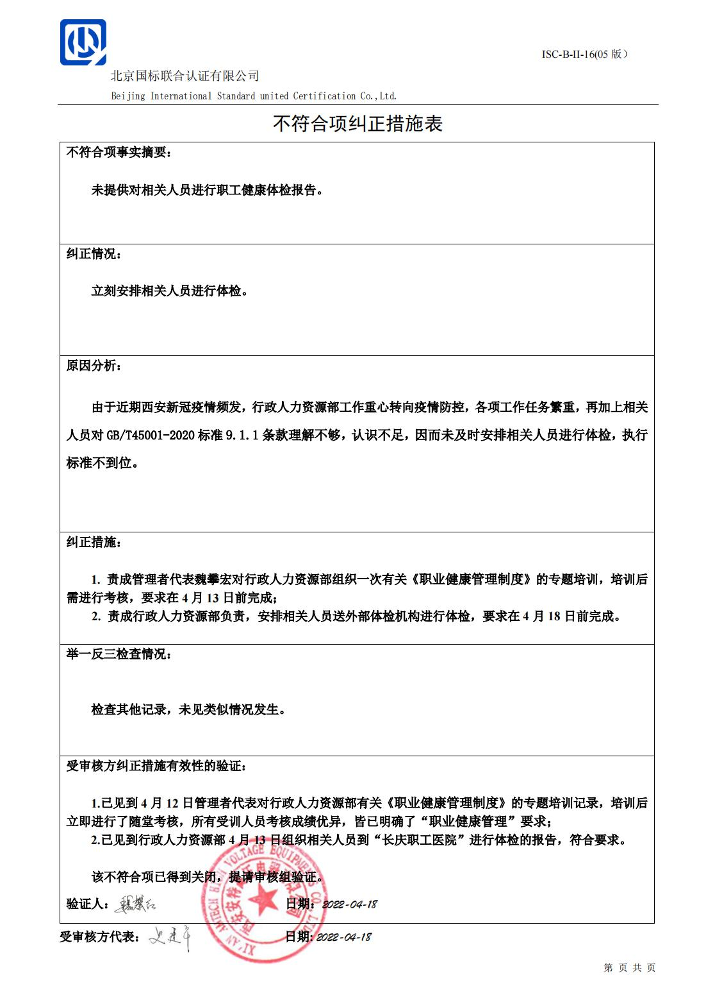 ISC-B-II-16(05 版）
北京国标联合认证有限公司
Beijing International Standard united Certification Co.,Ltd.
不符合项纠正措施表
不符合项事实摘要：
未提供对相关人员进行职工健康体检报告。
纠正情况：
立刻安排相关人员进行体检。
原因分析：
由于近期西安新冠疫情频发，行政人力资源部工作重心转向疫情防控，各项工作任务繁重，再加上相关
人员对 GB/T45001-2020 标准 9.1.1 条款理解不够，认识不足，因而未及时安排相关人员进行体检，执行
标准不到位。
纠正措施：
1. 责成管理者代表魏攀宏对行政人力资源部组织一次有关《职业健康管理制度》的专题培训，培训后
需进行考核，要求在 4 月 13 日前完成；
2. 责成行政人力资源部负责，安排相关人员送外部体检机构进行体检，要求在 4 月 18 日前完成。
举一反三检查情况：
检查其他记录，未见类似情况发生。
受审核方纠正措施有效性的验证：
1.已见到 4 月 12 日管理者代表对行政人力资源部有关《职业健康管理制度》的专题培训记录，培训后
立即进行了随堂考核，所有受训人员考核成绩优异，皆已明确了“职业健康管理”要求；
2.已见到行政人力资源部 4 月 13 日组织相关人员到“长庆职工医院”进行体检的报告，符合要求。
该不符合项已得到关闭，提请审核组验证。
验证人： 日期：2022-04-18
受审核方代表：史建军 日期: 2022-04-18
XI'AN AMTECH HIGH VOLTAGE EQUIPMENTS CO.,LTD.
第 页 共 页